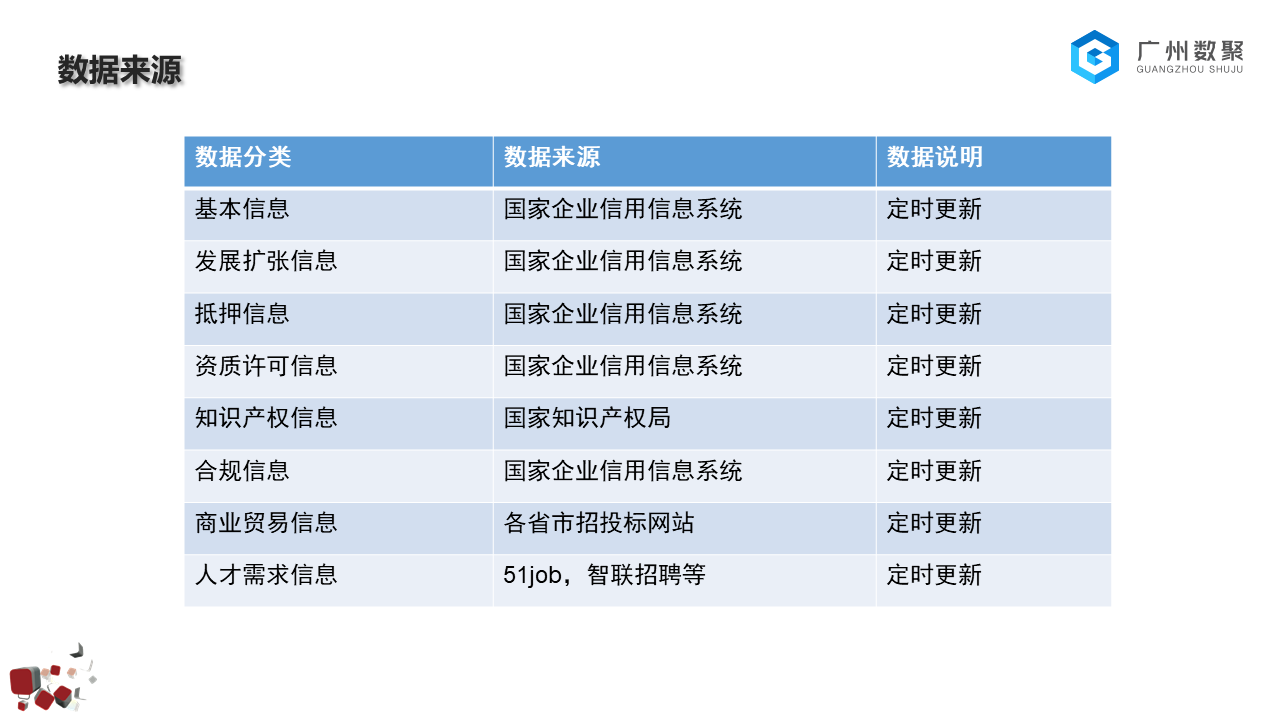 数据来源
广州数聚
GUANGZHOU SHUJU
数据分类 数据来源 数据说明
基本信息 国家企业信用信息系统 定时更新
发展扩张信息 国家企业信用信息系统 定时更新
抵押信息 国家企业信用信息系统 定时更新
资质许可信息 国家企业信用信息系统 定时更新
知识产权信息 国家知识产权局 定时更新
合规信息 国家企业信用信息系统 定时更新
商业贸易信息 各省市招投标网站 定时更新
人才需求信息 51job，智联招聘等 定时更新